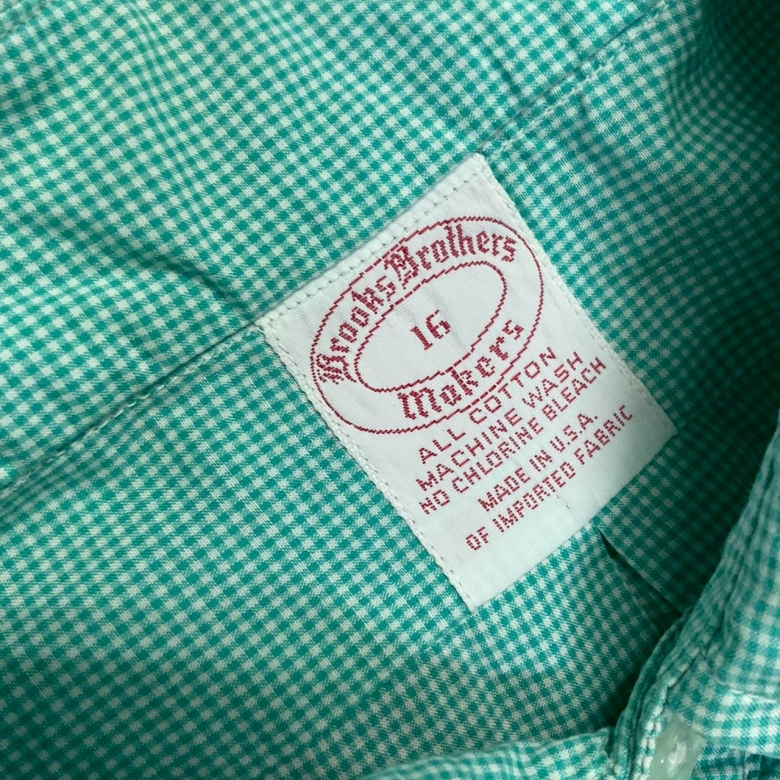 Brooks Brothers
16
Makers
ALL COTTON
MACHINE WASH
NO CHLORINE BLEACH
MADE IN U.S.A.
OF IMPORTED FABRIC